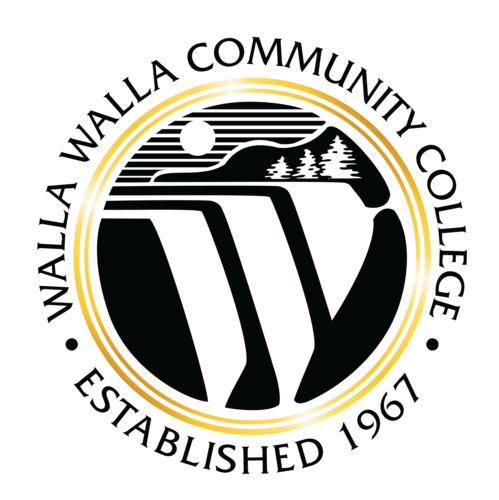 WALLA WALLA COMMUNITY COLLEGE
• ESTABLISHED 1967 •